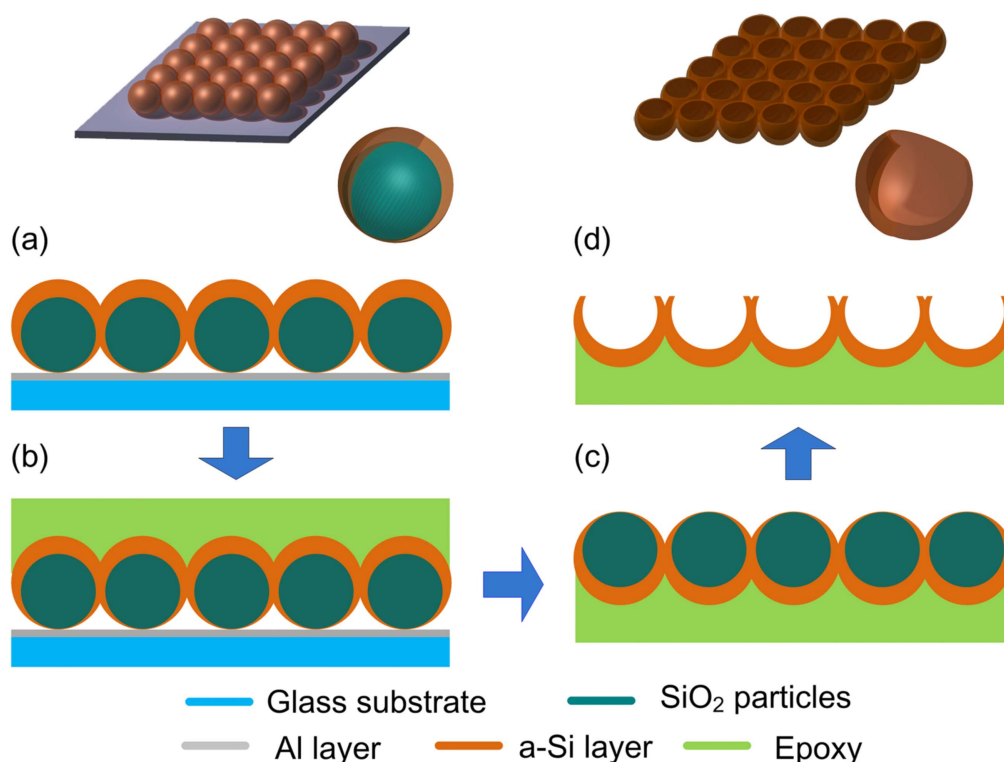 (a)
(d)
(b)
(c)
Glass substrate
SiO₂ particles
Al layer
a-Si layer
Epoxy